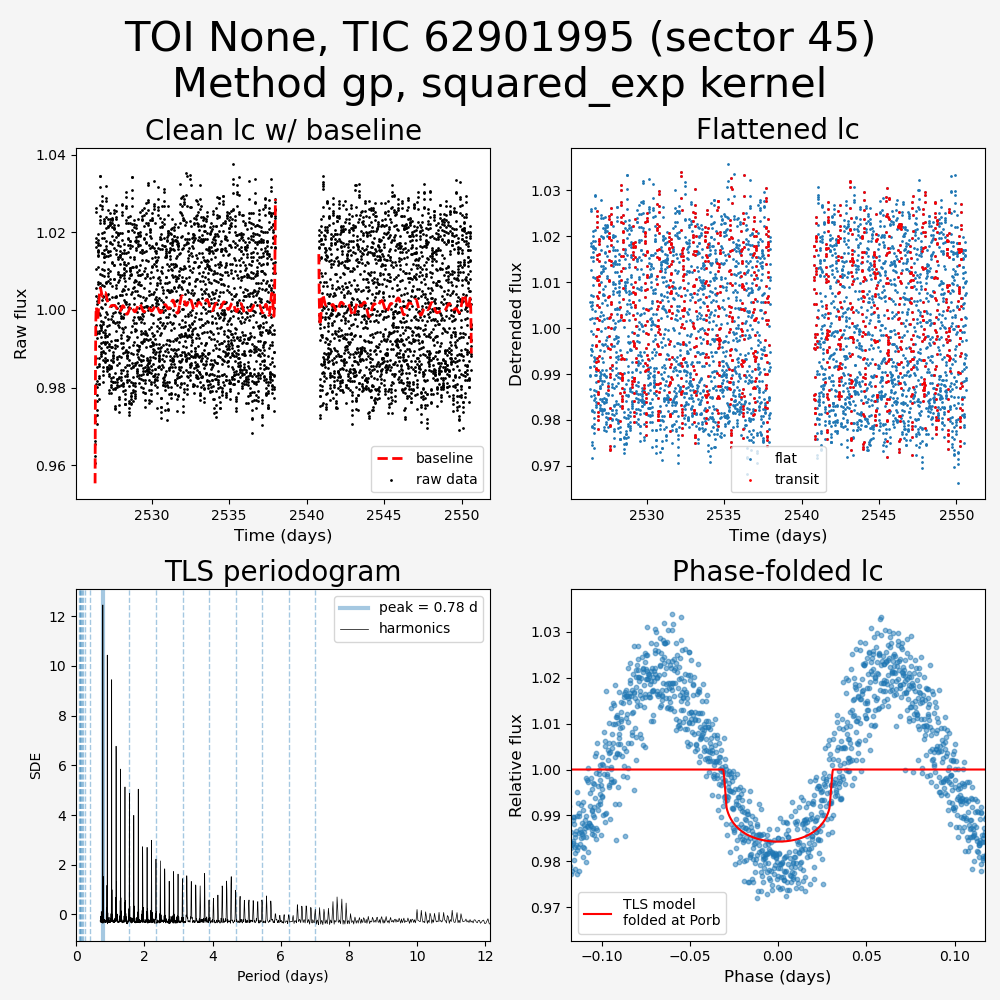 TOI None, TIC 62901995 (sector 45)
Method gp, squared_exp kernel
Clean lc w/ baseline
Raw flux
1.04
1.02
1.00
0.98
0.96
baseline
raw data
2530
2535
2540
2545
2550
Time (days)
Flattened lc
Detrended flux
1.03
1.02
1.01
1.00
0.99
0.98
0.97
flat
transit
2530
2535
2540
2545
2550
Time (days)
TLS periodogram
SDE
12
10
8
6
4
2
0
peak = 0.78 d
harmonics
0
2
4
6
8
10
12
Period (days)
Phase-folded lc
Relative flux
1.03
1.02
1.01
1.00
0.99
0.98
0.97
TLS model
folded at Porb
−0.10
−0.05
0.00
0.05
0.10
Phase (days)